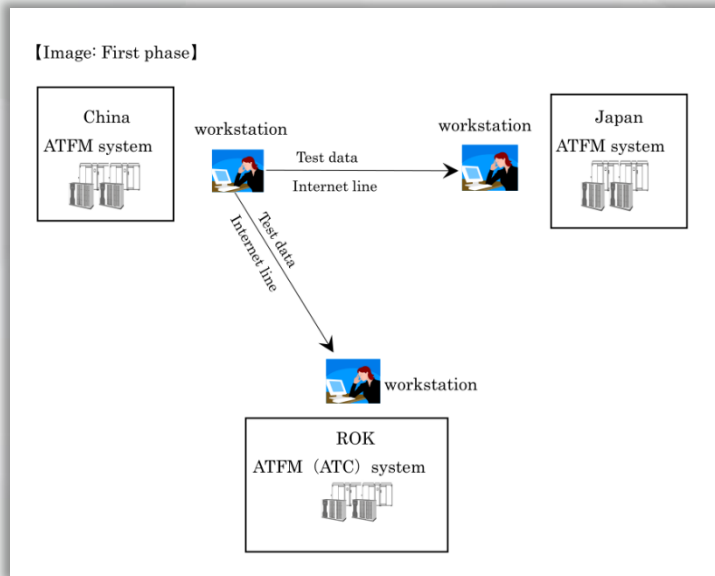 【Image: First phase】
China
ATFM system
workstation
Test data
Internet line
workstation
Japan
ATFM system
Test data
Internet line
workstation
ROK
ATFM（ATC）system